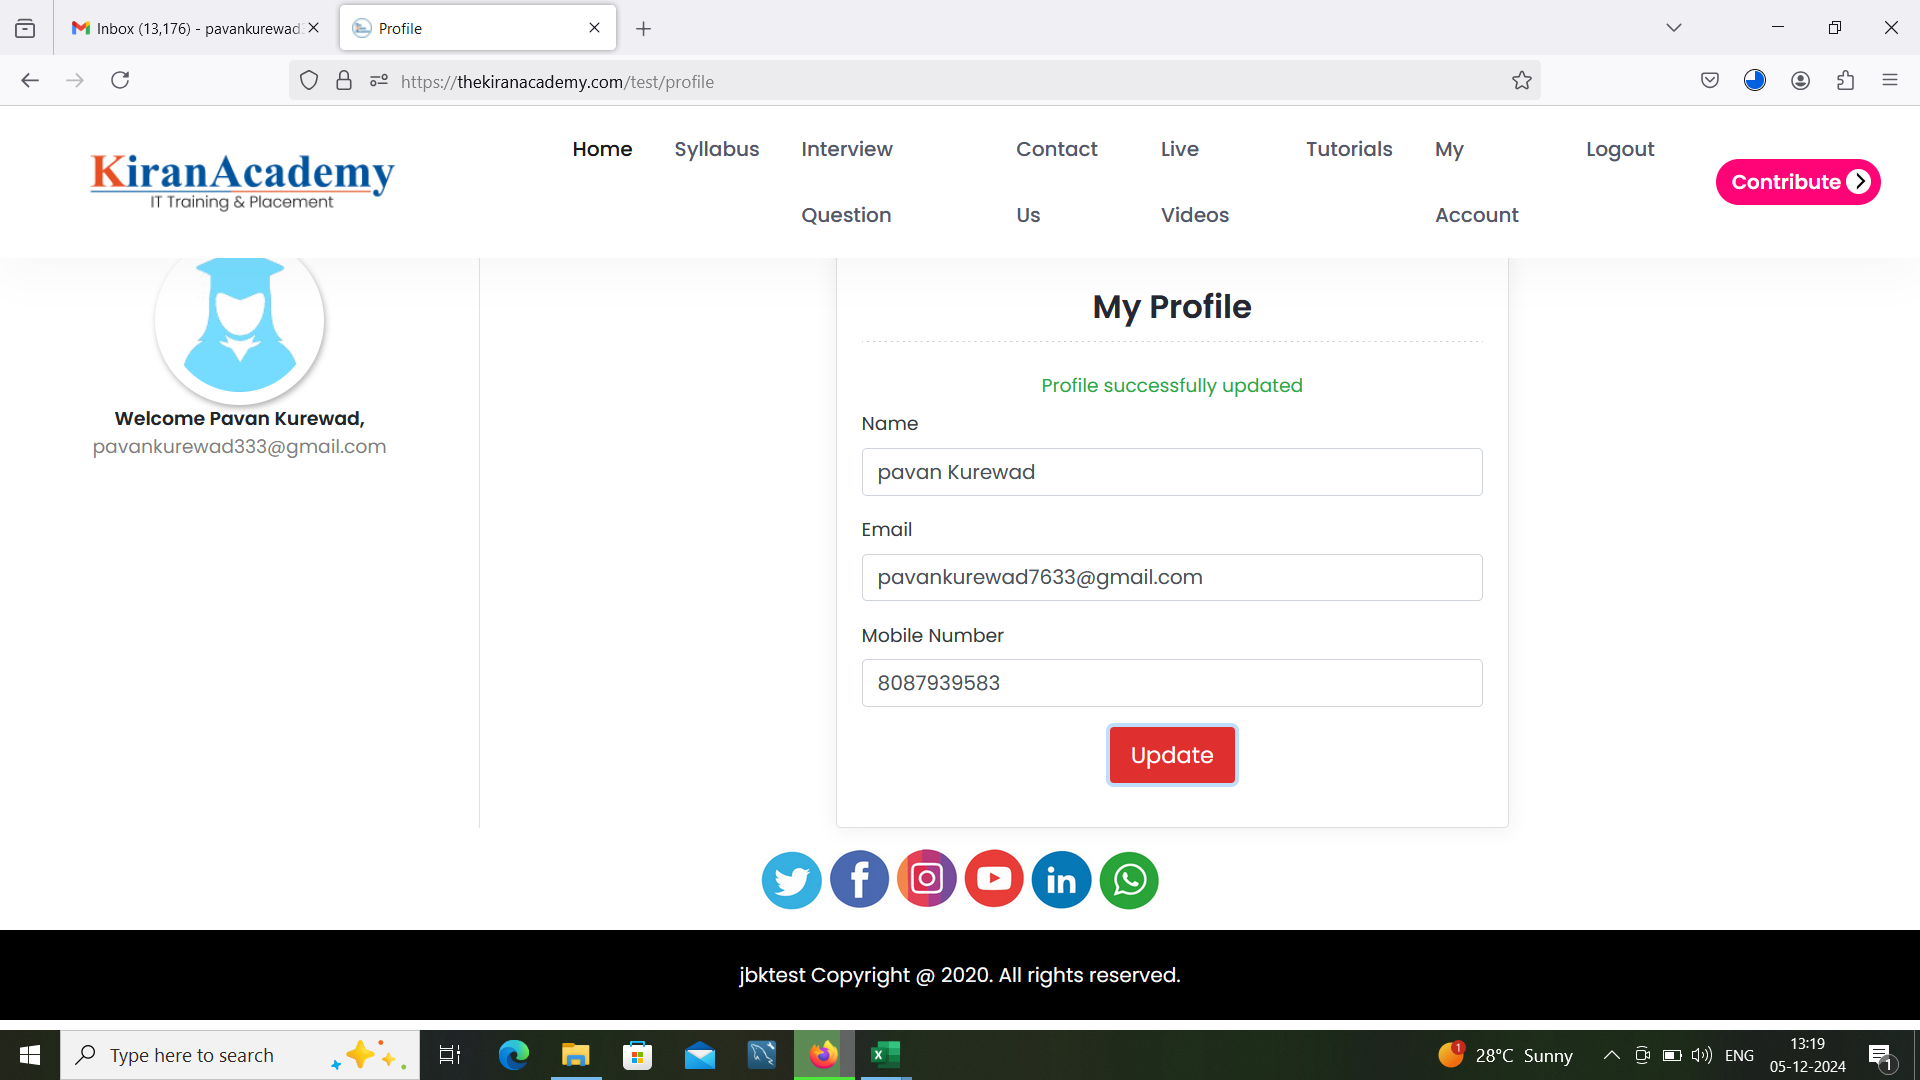 Inbox (13,176) - pavankurewad
Profile
https://thekiranacademy.com/test/profile
KiranAcademy
IT Training & Placement
Home
Syllabus
Interview
Question
Contact
Us
Live
Videos
Tutorials
My
Account
Logout
Contribute
Welcome Pavan Kurewad,
pavankurewad333@gmail.com
My Profile
Profile successfully updated
Name
pavan Kurewad
Email
pavankurewad7633@gmail.com
Mobile Number
8087939583
Update
jbktest Copyright @ 2020. All rights reserved.
Type here to search
1
28°C Sunny
ENG
13:19
05-12-2024
1